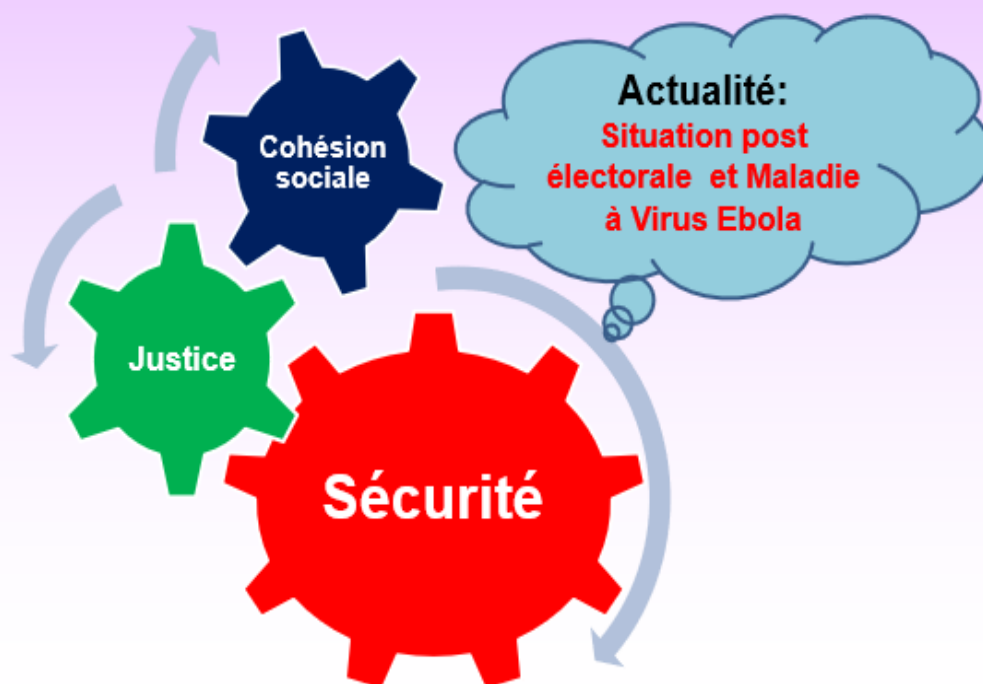 Actualité:
Situation post
électorale et Maladie
à Virus Ebola
Cohésion
sociale
Justice
Sécurité